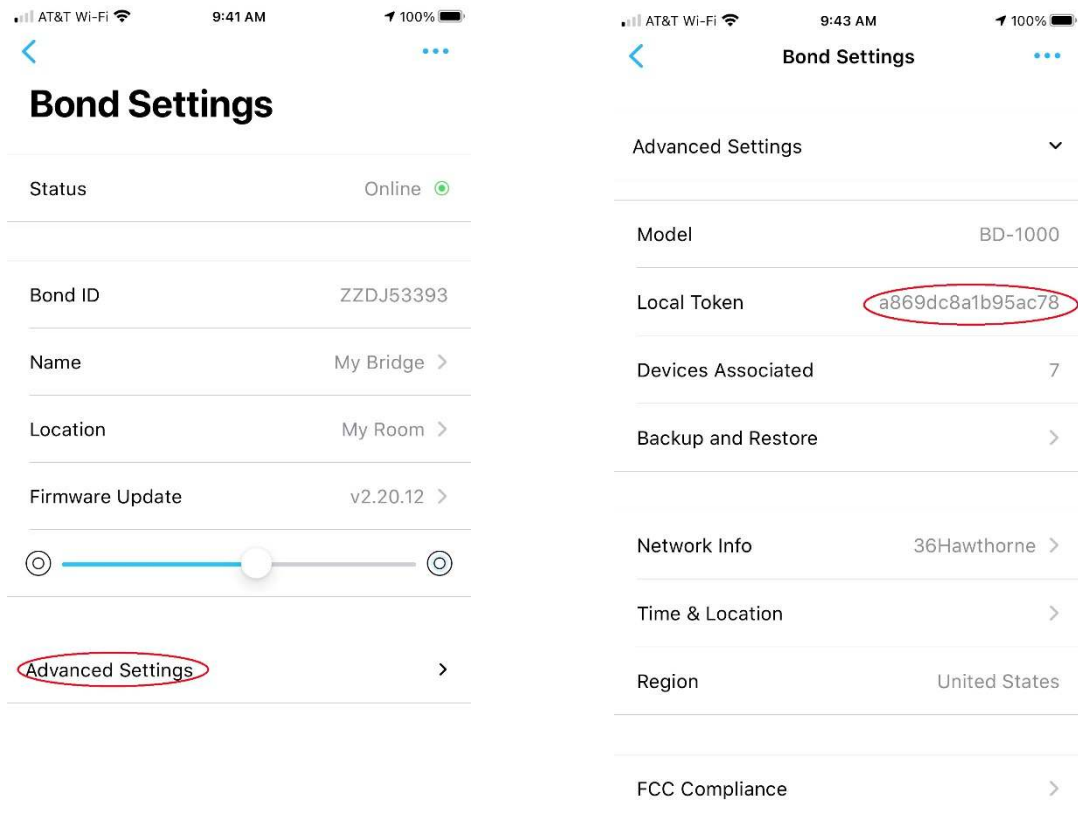 AT&T Wi-Fi 9:41 AM 100%
Bond Settings
Status Online
Bond ID ZZDJ53393
Name My Bridge
Location My Room
Firmware Update v2.20.12
Advanced Settings
AT&T Wi-Fi 9:43 AM 100%
Bond Settings
Advanced Settings
Model BD-1000
Local Token a869dc8a1b95ac78
Devices Associated 7
Backup and Restore
Network Info 36Hawthorne
Time & Location
Region United States
FCC Compliance